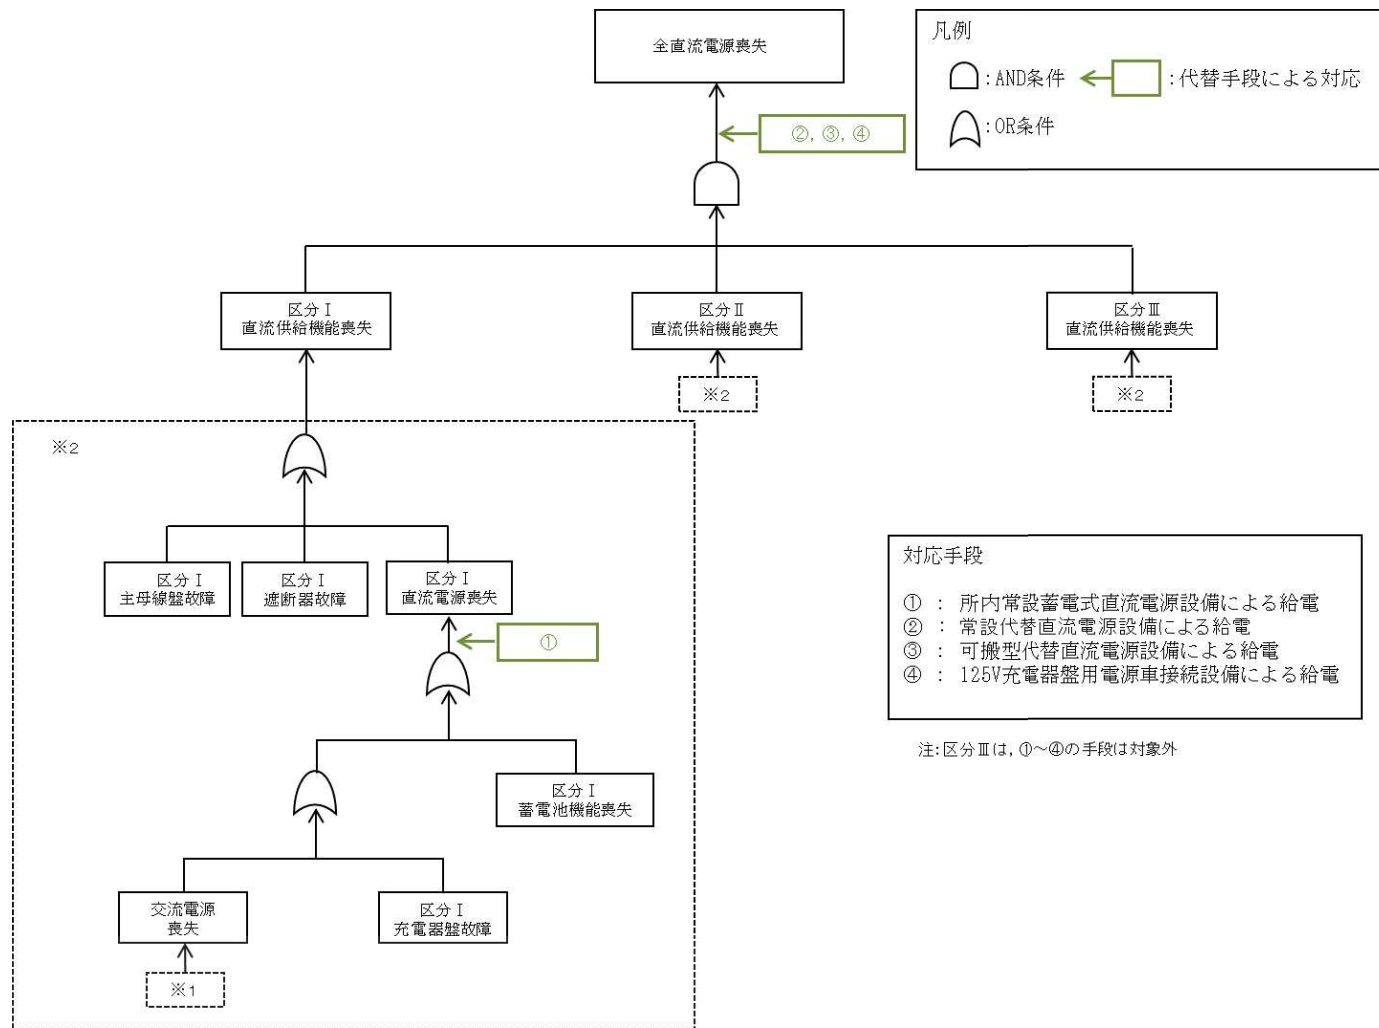 全直流電源喪失
凡例
:AND条件
:代替手段による対応
:OR条件
②, ③, ④
区分Ⅰ
直流供給機能喪失
区分Ⅱ
直流供給機能喪失
区分Ⅲ
直流供給機能喪失
※2
※2
※2
区分Ⅰ
主母線盤故障
区分Ⅰ
遮断器故障
区分Ⅰ
直流電源喪失
①
区分Ⅰ
蓄電池機能喪失
交流電源
喪失
区分Ⅰ
充電器盤故障
※1
対応手段
① : 所内常設蓄電式直流電源設備による給電
② : 常設代替直流電源設備による給電
③ : 可搬型代替直流電源設備による給電
④ : 125V充電器盤用電源車接続設備による給電
注:区分Ⅲは, ①～④の手段は対象外